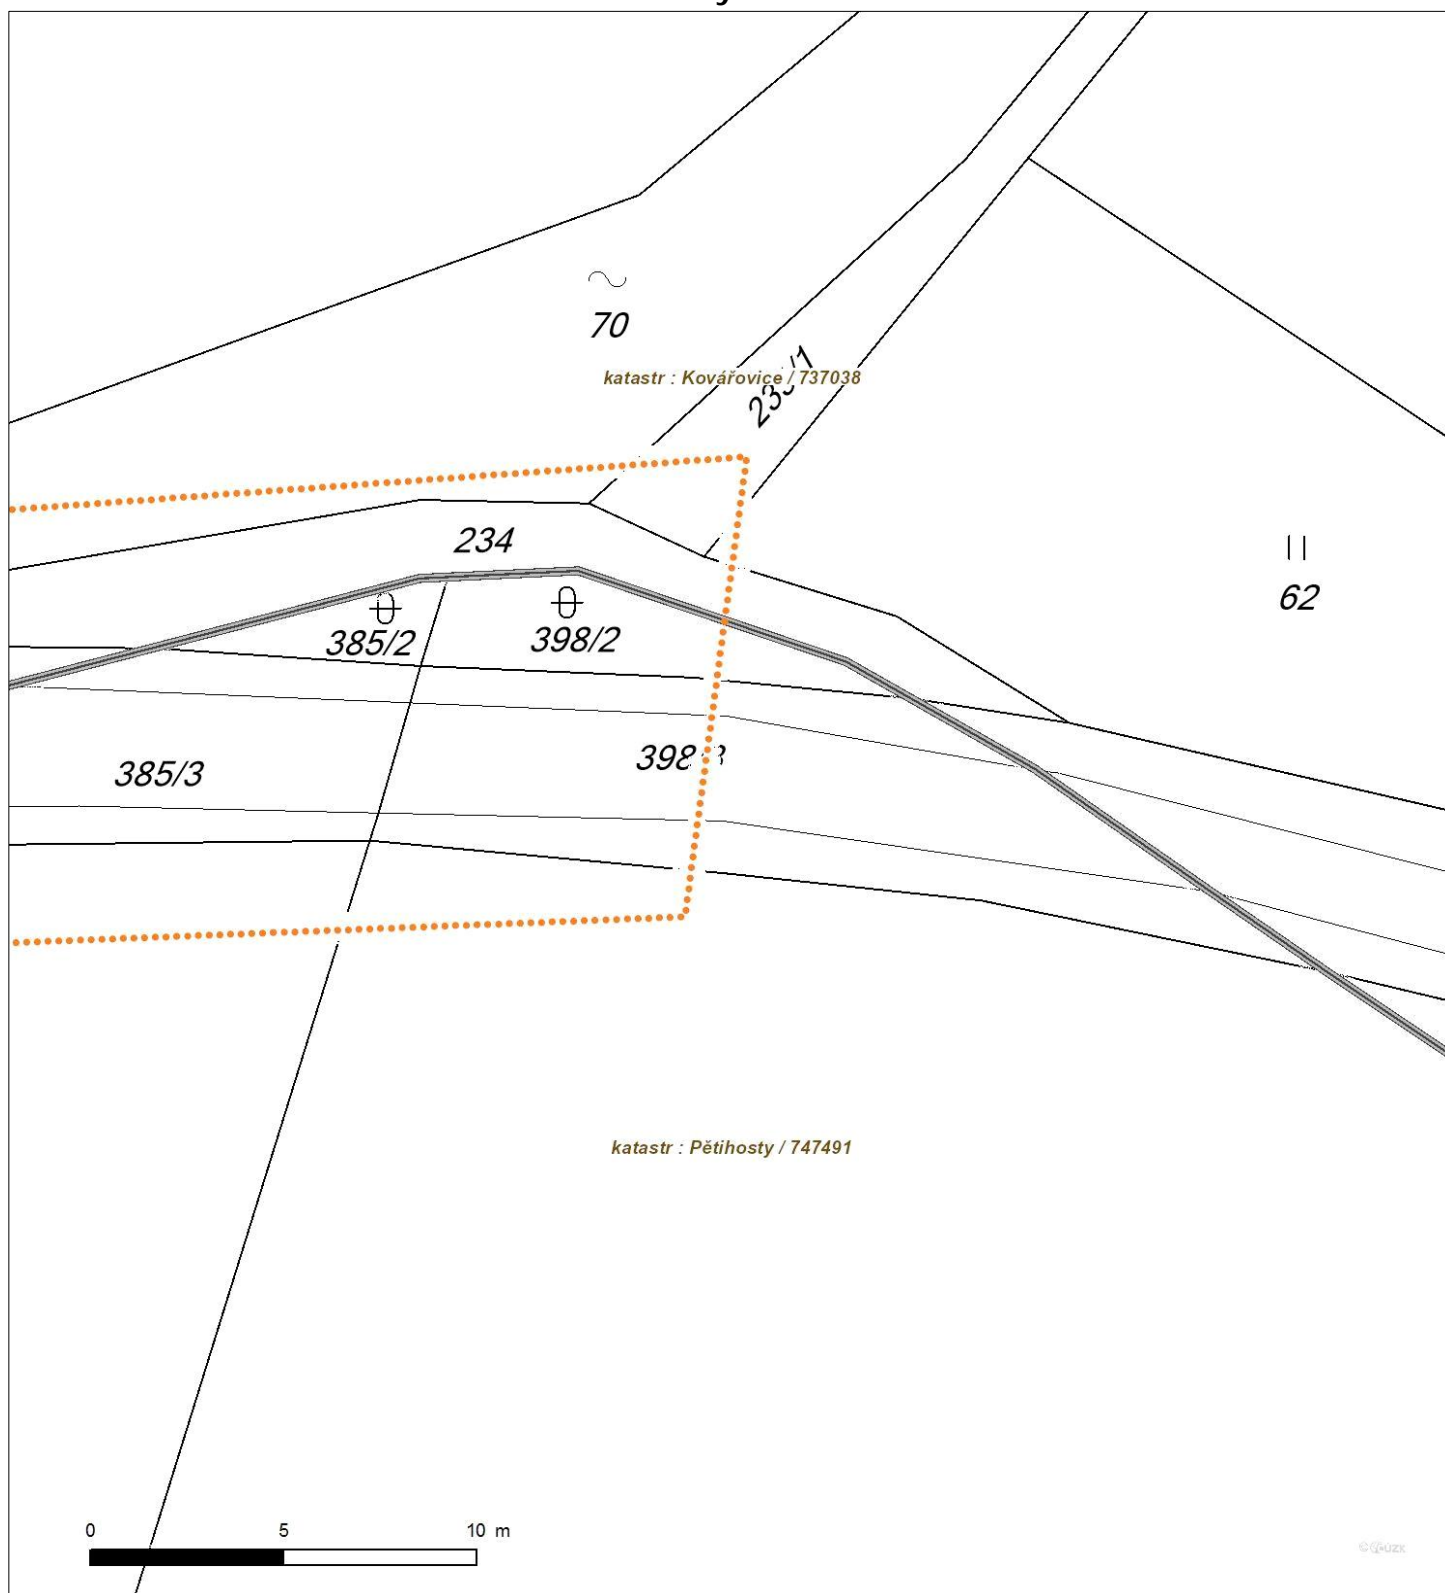 70
katastr : Kovářovice / 737038
234
62
385/2
398/2
385/3
katastr : Pětihosty / 747491
0 5 10 m